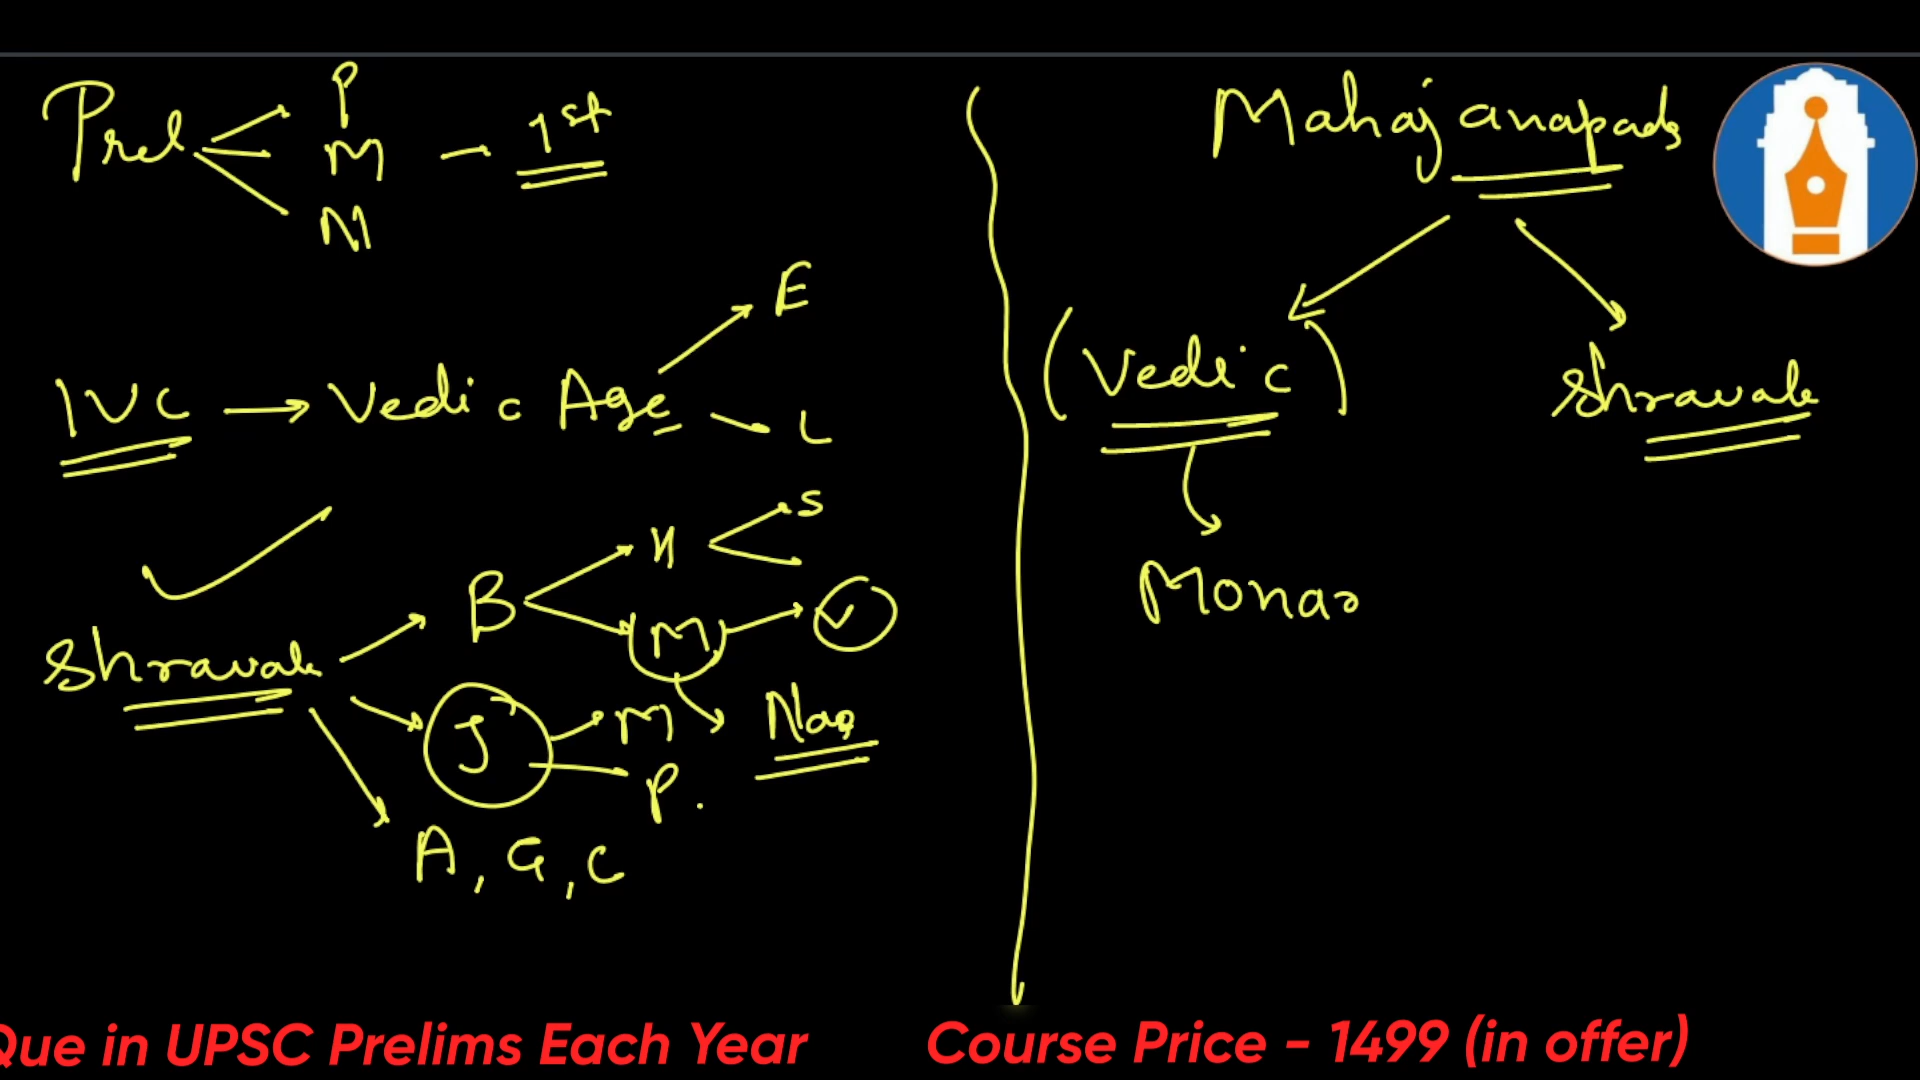 Prel
P
M - 1st
M
IVC → Vedic Age
E
L
Shravak
B
H
S
M
J
M
P.
Nag
A, G, C
Mahajanapads
(Vedic)
Shravak
Monar
Que in UPSC Prelims Each Year
Course Price - 1499 (in offer)